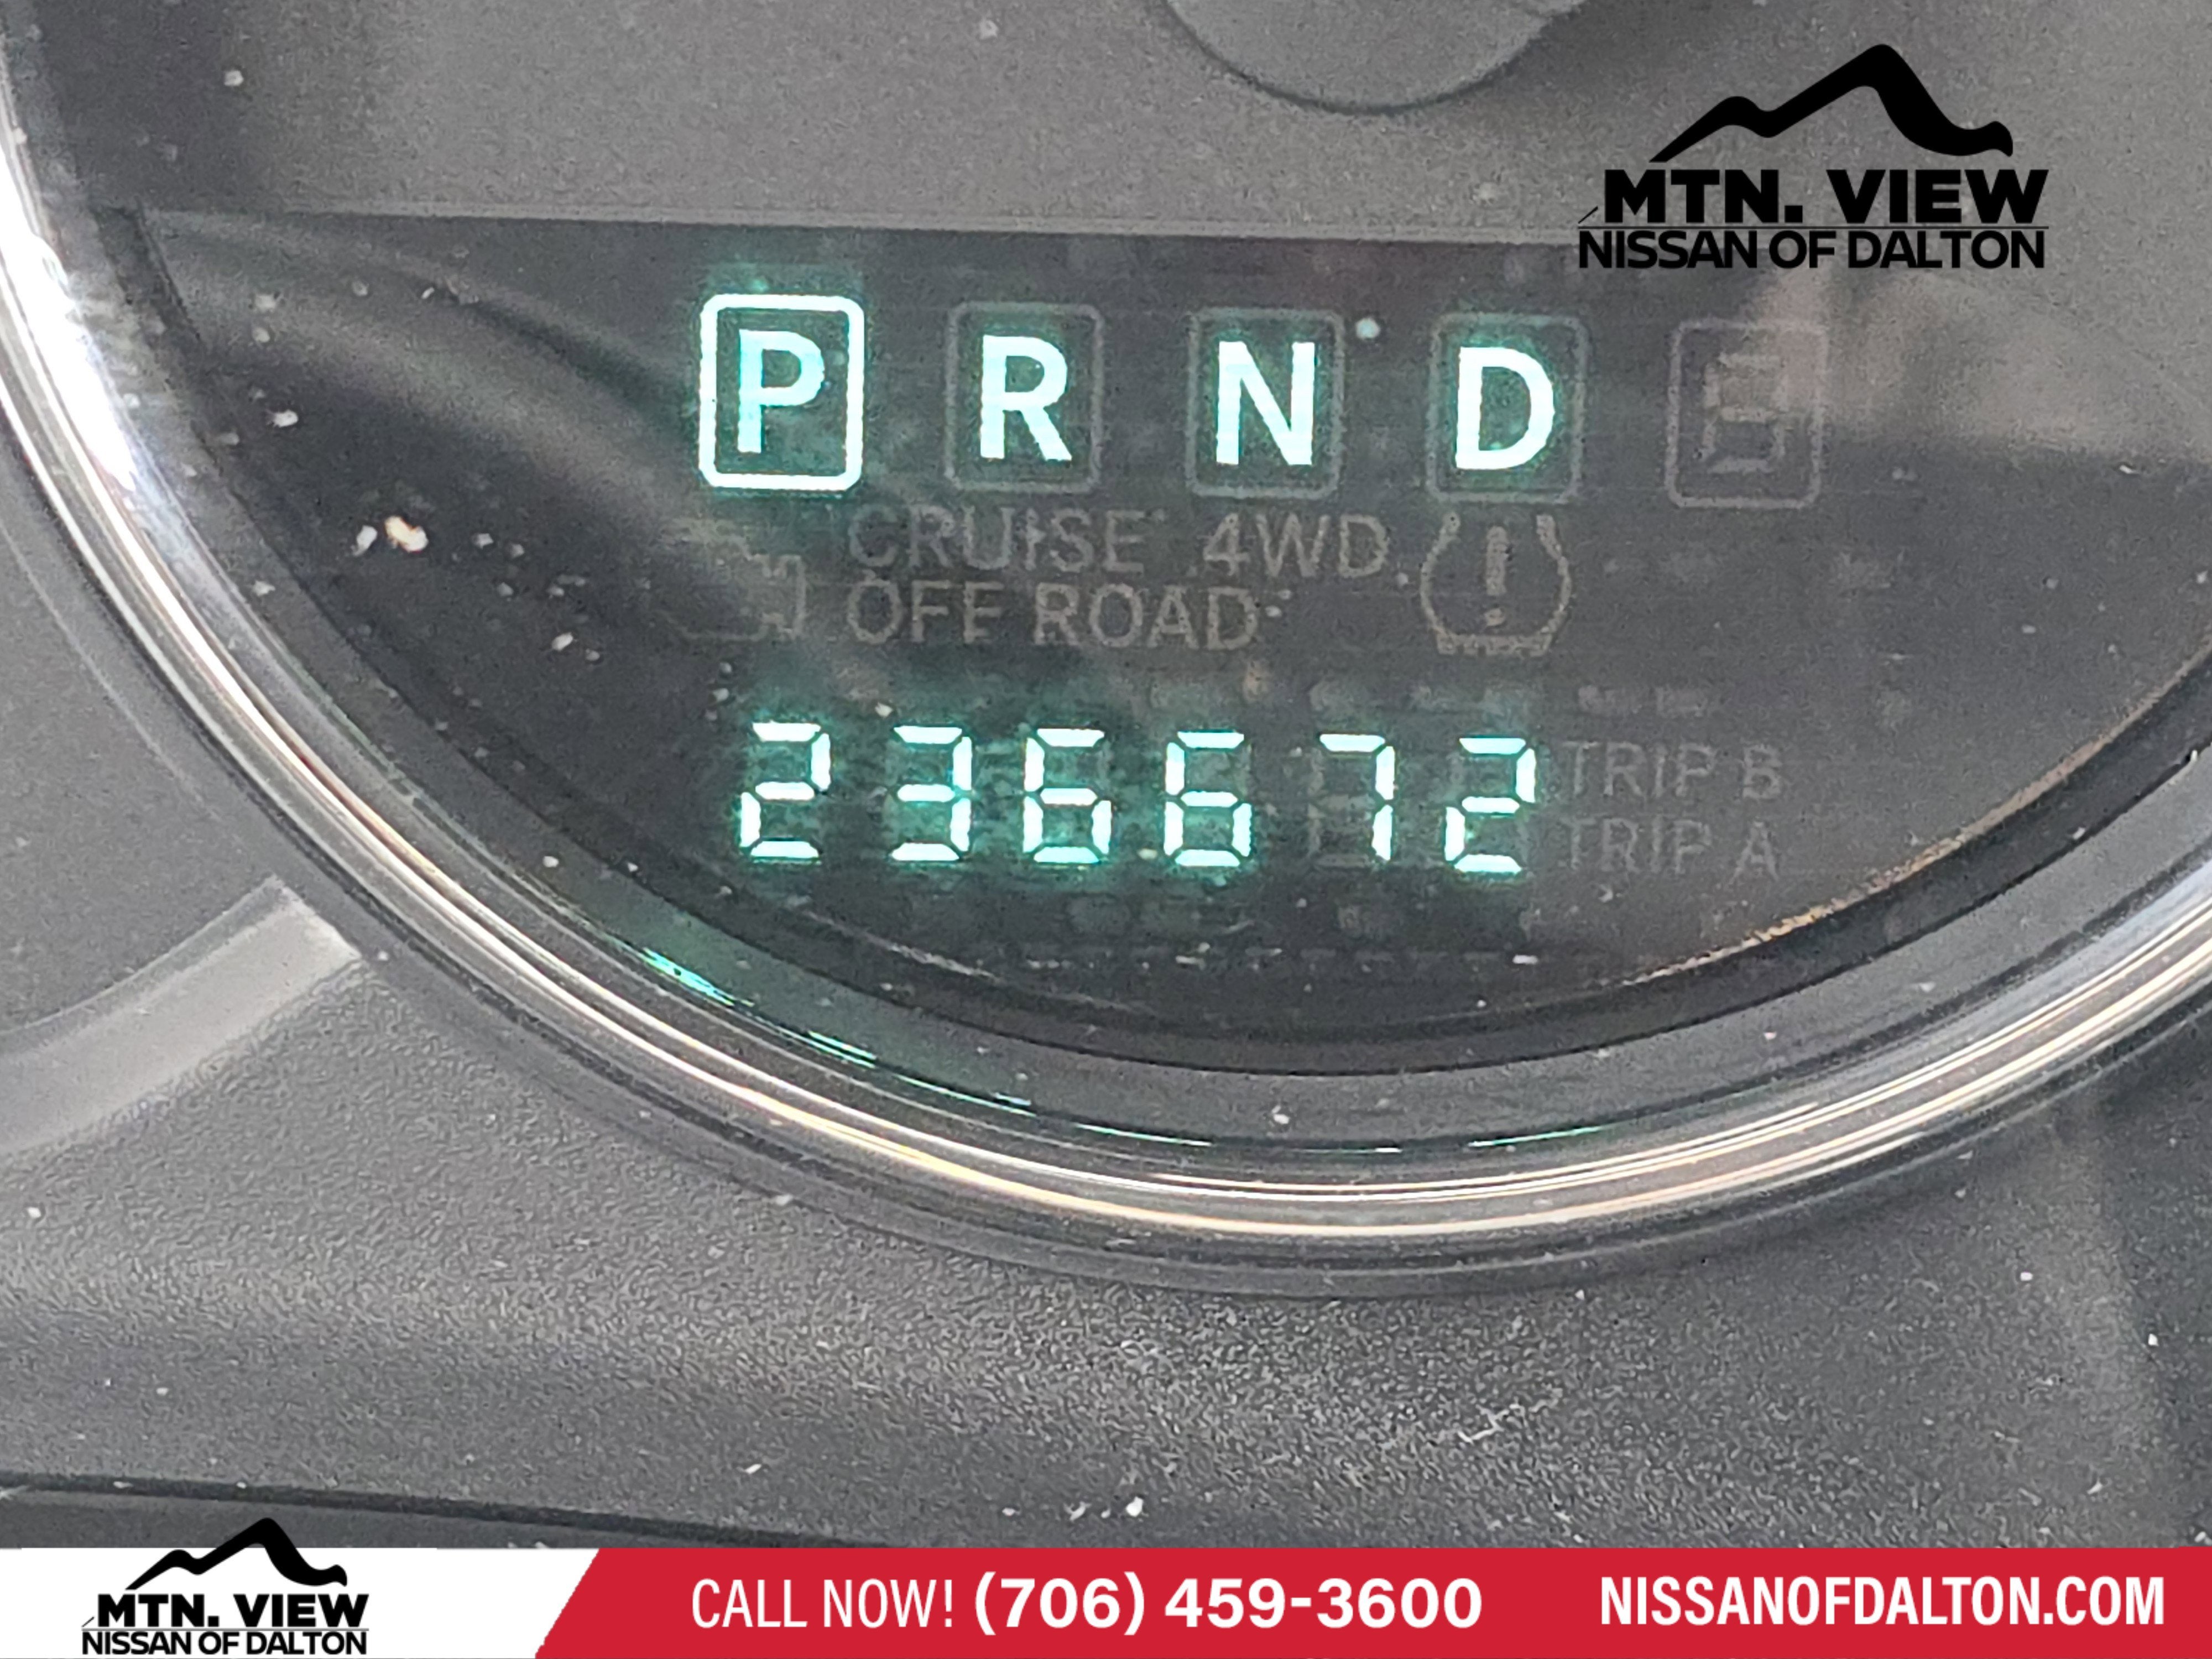 MTN. VIEW
NISSAN OF DALTON
P R N D
CRUISE 4WD
OFF ROAD
!
236672
TRIP B
TRIP A
MTN. VIEW
NISSAN OF DALTON
CALL NOW! (706) 459-3600
NISSANOFDALTON.COM